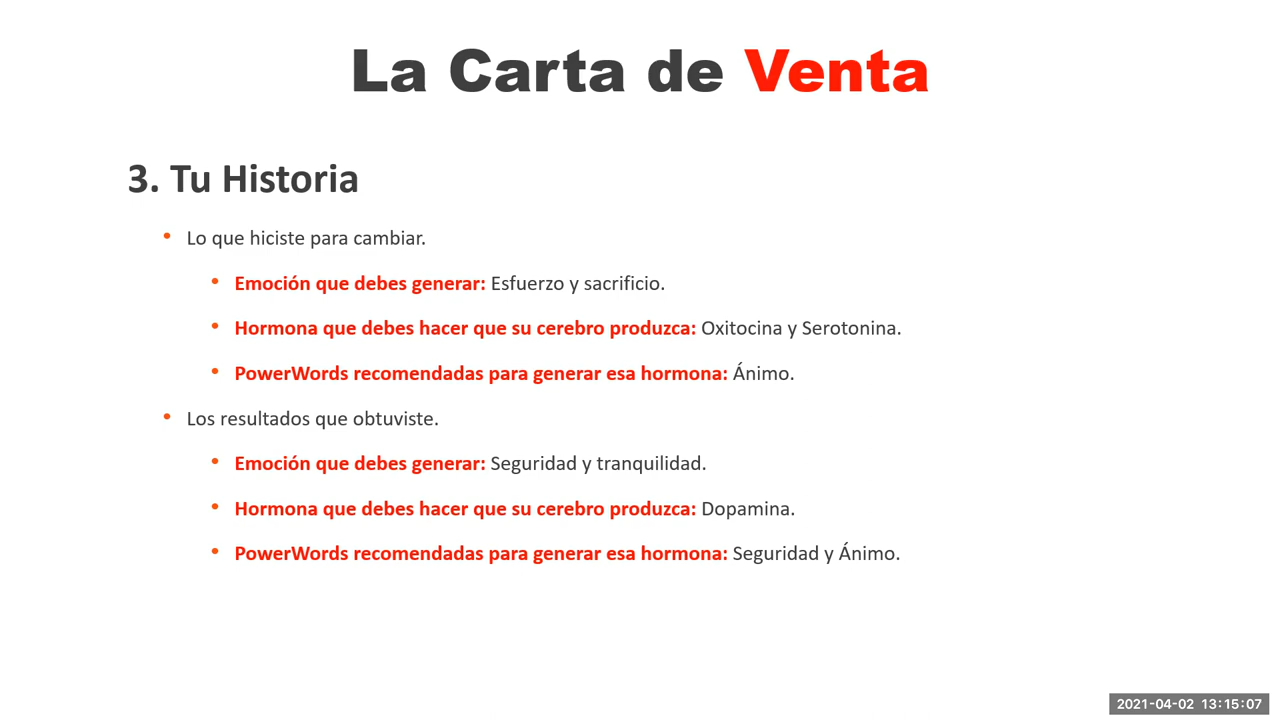 La Carta de Venta
3. Tu Historia
• Lo que hiciste para cambiar.
• Emoción que debes generar: Esfuerzo y sacrificio.
• Hormona que debes hacer que su cerebro produzca: Oxitocina y Serotonina.
• PowerWords recomendadas para generar esa hormona: Ánimo.
• Los resultados que obtuviste.
• Emoción que debes generar: Seguridad y tranquilidad.
• Hormona que debes hacer que su cerebro produzca: Dopamina.
• PowerWords recomendadas para generar esa hormona: Seguridad y Ánimo.
2021-04-02 13:15:07